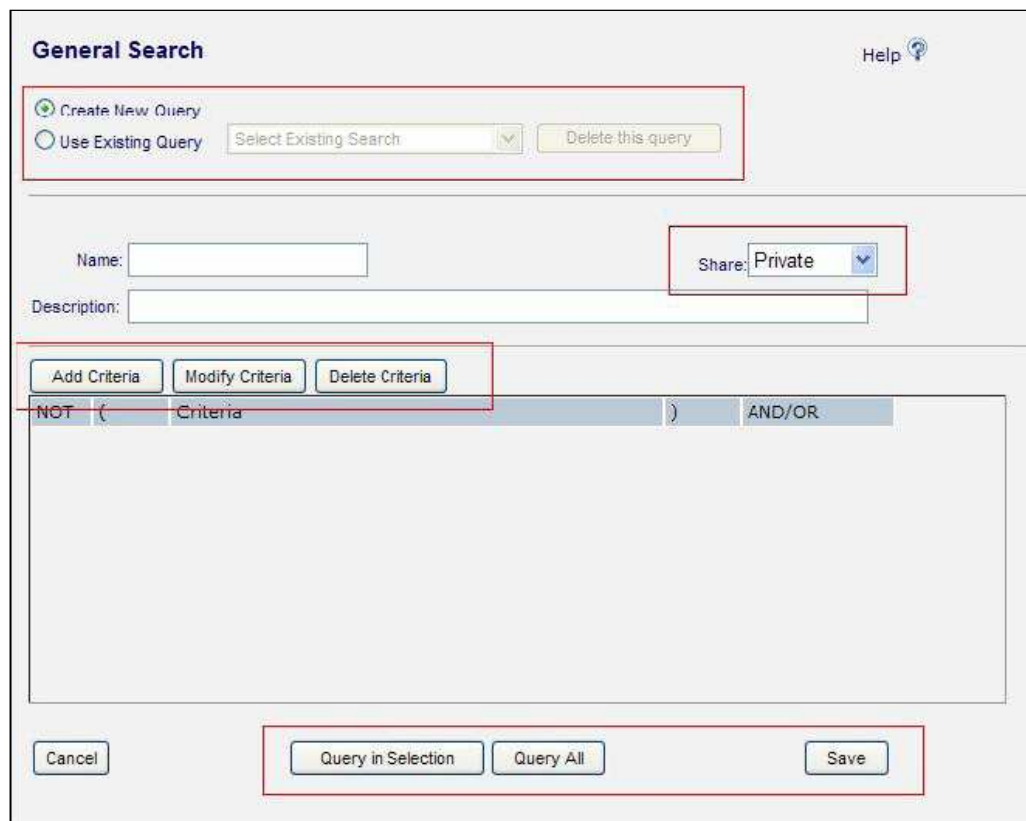 General Search
Help
Create New Query
Use Existing Query Select Existing Search Delete this query
Name: Share: Private
Description:
Add Criteria Modify Criteria Delete Criteria
NOT ( Criteria ) AND/OR
Cancel Query in Selection Query All Save